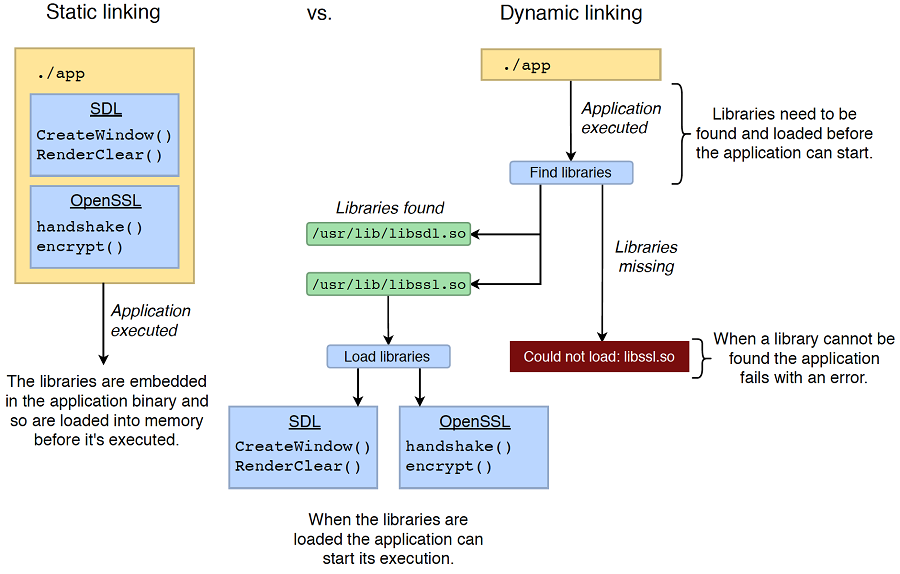 Static linking
vs.
Dynamic linking
./app
SDL
CreateWindow()
RenderClear()
OpenSSL
handshake()
encrypt()
Application
executed
The libraries are embedded
in the application binary and
so are loaded into memory
before it's executed.
./app
Application
executed
Libraries need to be
found and loaded before
the application can start.
Find libraries
Libraries found
/usr/lib/libsdl.so
/usr/lib/libssl.so
Libraries
missing
Load libraries
Could not load: libssl.so
When a library cannot be
found the application
fails with an error.
SDL
CreateWindow()
RenderClear()
OpenSSL
handshake()
encrypt()
When the libraries are
loaded the application can
start its execution.